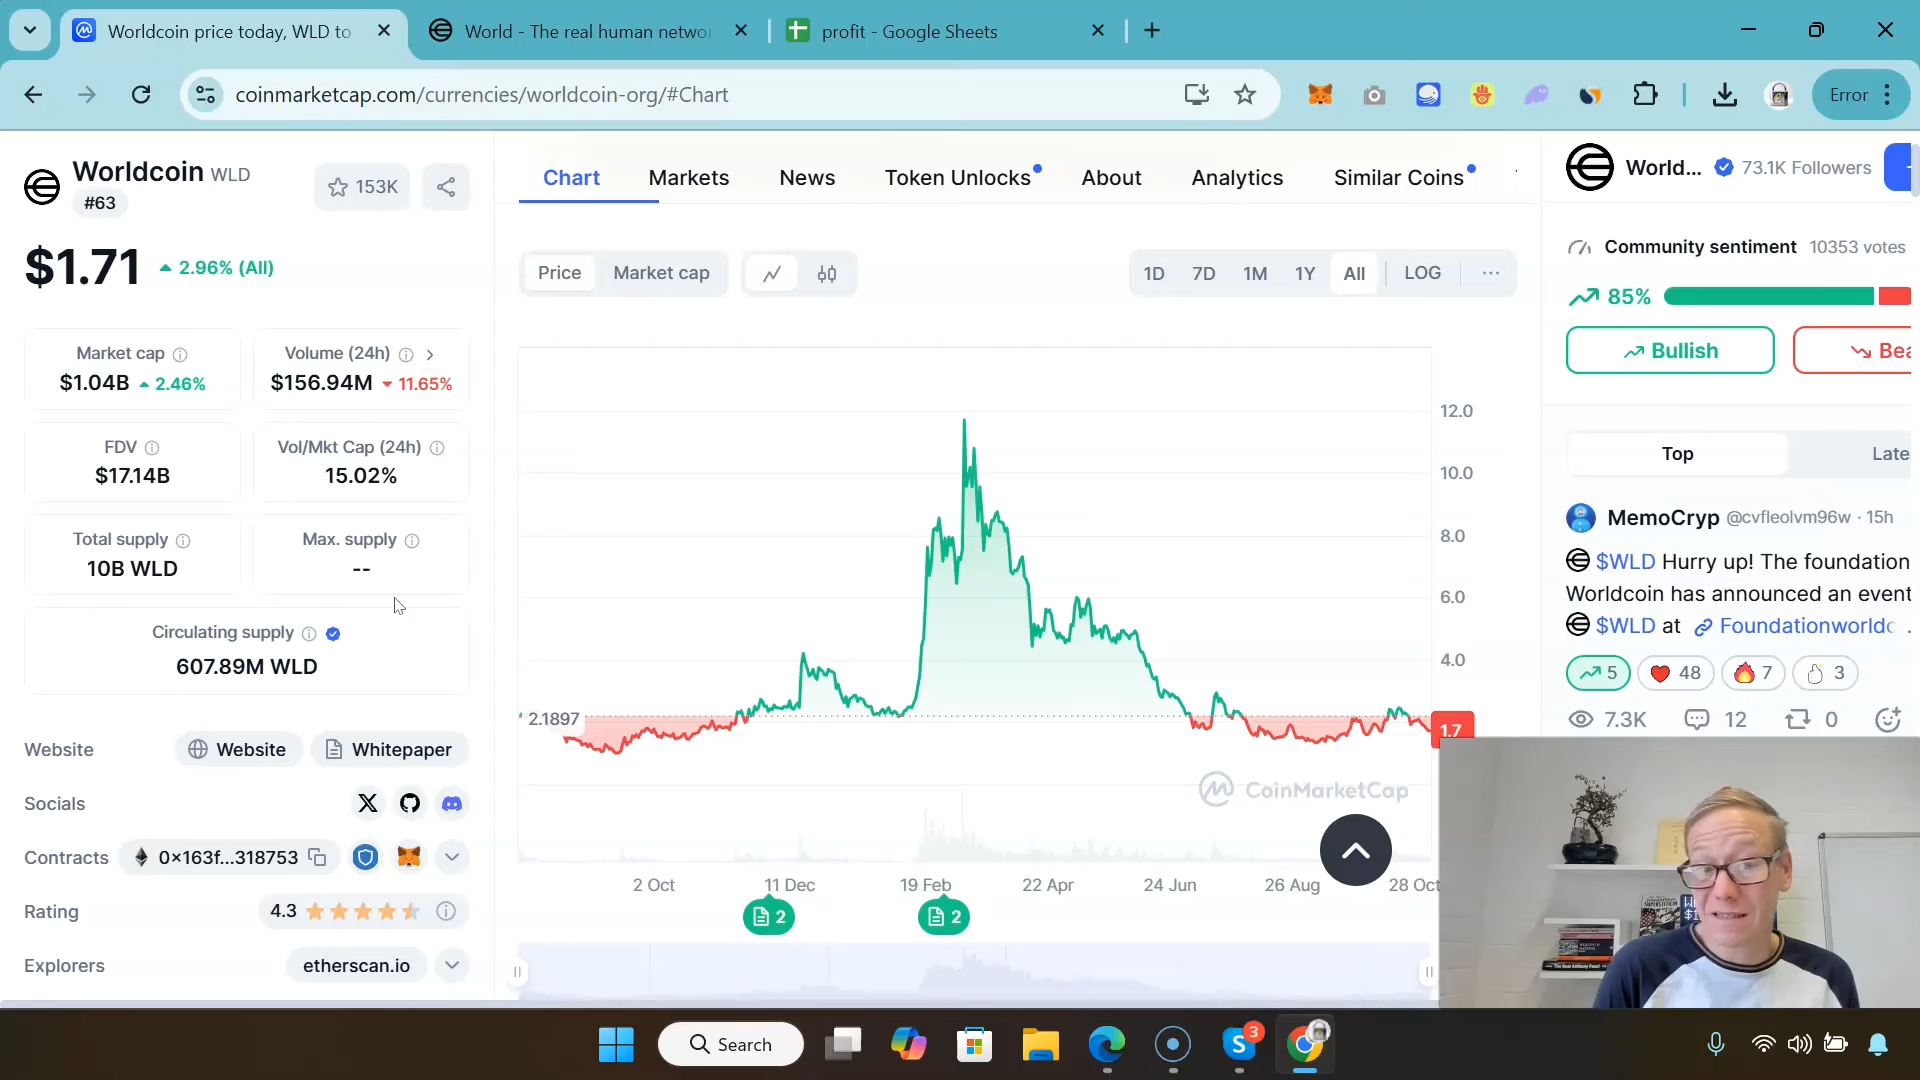 Worldcoin price today, WLD to
World - The real human networ
profit - Google Sheets
coinmarketcap.com/currencies/worldcoin-org/#Chart
Error
Worldcoin WLD
#63
153K
$1.71
2.96% (All)
Market cap
$1.04B 2.46%
Volume (24h)
$156.94M 11.65%
FDV
$17.14B
Vol/Mkt Cap (24h)
15.02%
Total supply
10B WLD
Max. supply
--
Circulating supply
607.89M WLD
Website
Website
Whitepaper
Socials
Contracts
0x163f...318753
Rating
4.3
Explorers
etherscan.io
Chart
Markets
News
Token Unlocks
About
Analytics
Similar Coins
Price
Market cap
1D
7D
1M
1Y
All
LOG
12.0
10.0
8.0
6.0
4.0
2.1897
1.7
CoinMarketCap
2 Oct
11 Dec
19 Feb
22 Apr
24 Jun
26 Aug
28 Oct
2
2
World...
73.1K Followers
Community sentiment 10353 votes
85%
Bullish
Bea
Top
Late
MemoCryp @cvfleolvm96w · 15h
$WLD Hurry up! The foundation
Worldcoin has announced an event
$WLD at Foundationworldc
5
48
7
3
7.3K
12
0
Search
3